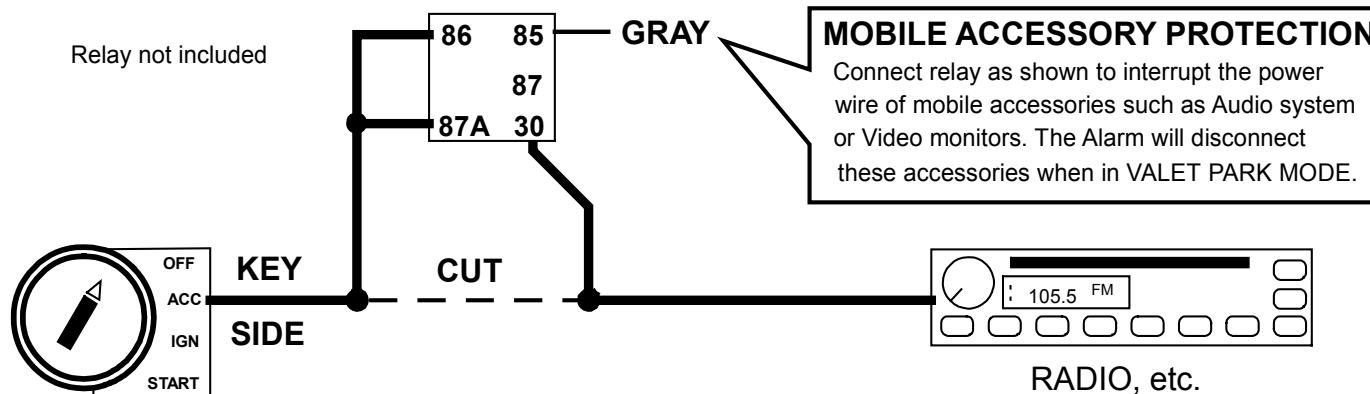 Relay not included
86 85
87
87A 30
GRAY
MOBILE ACCESSORY PROTECTION
Connect relay as shown to interrupt the power
wire of mobile accessories such as Audio system
or Video monitors. The Alarm will disconnect
these accessories when in VALET PARK MODE.
OFF
ACC
IGN
START
KEY
SIDE
CUT
105.5 FM
RADIO, etc.